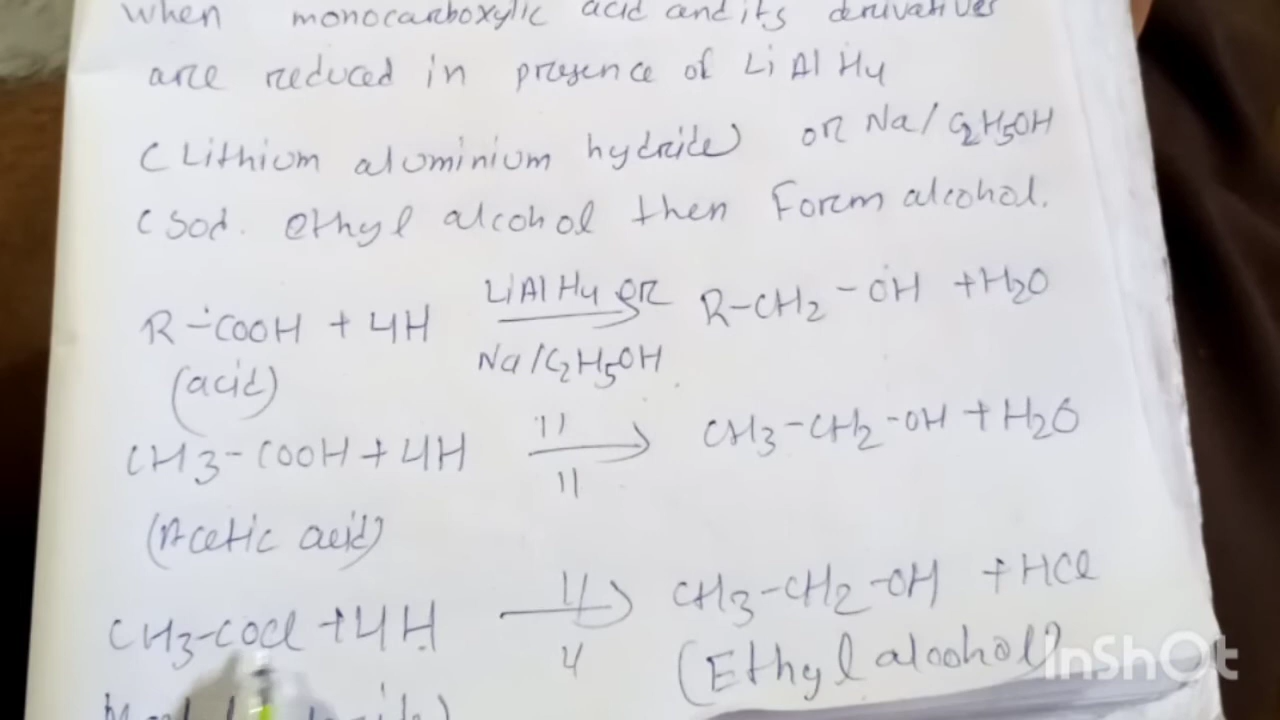 When monocarboxylic acid and its derivatives
are reduced in presence of LiAlH4
(Lithium aluminium hydride) or Na/C2H5OH
(Sod. ethyl alcohol then Form alcohol.
R-COOH + 4H LiAlH4 or Na/C2H5OH R-CH2-OH + H2O
(acid)
CH3-COOH + 4H 〃 〃 CH3-CH2-OH + H2O
(Acetic acid)
CH3-COCl + 4H 〃 〃 CH3-CH2-OH + HCl
(Ethyl alcohol)
InShOt